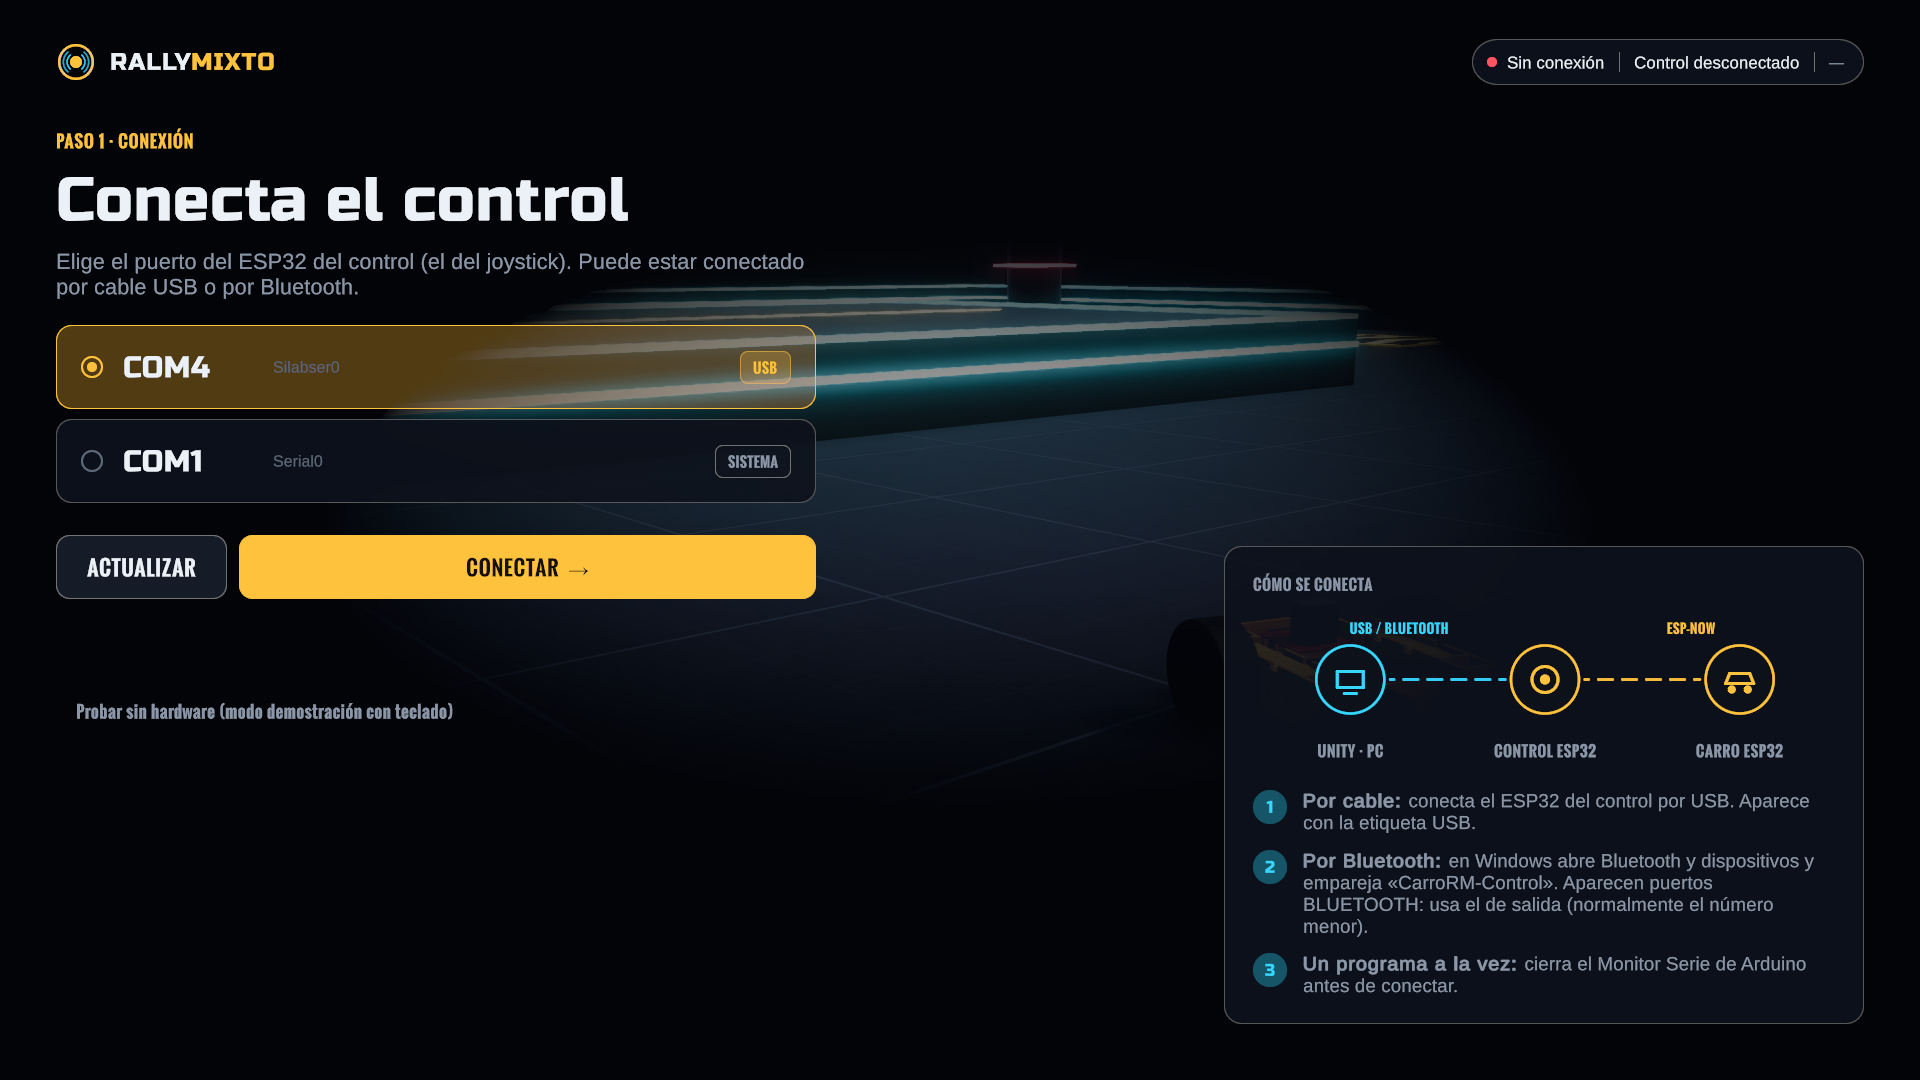 RALLYMIXTO
Sin conexión
Control desconectado
—
PASO 1 · CONEXIÓN
Conecta el control
Elige el puerto del ESP32 del control (el del joystick). Puede estar conectado
por cable USB o por Bluetooth.
COM4
Silabser0
USB
COM1
Serial0
SISTEMA
ACTUALIZAR
CONECTAR →
Probar sin hardware (modo demostración con teclado)
CÓMO SE CONECTA
USB / BLUETOOTH
ESP-NOW
UNITY · PC
CONTROL ESP32
CARRO ESP32
1
Por cable: conecta el ESP32 del control por USB. Aparece
con la etiqueta USB.
2
Por Bluetooth: en Windows abre Bluetooth y dispositivos y
empareja «CarroRM-Control». Aparecen puertos
BLUETOOTH: usa el de salida (normalmente el número
menor).
3
Un programa a la vez: cierra el Monitor Serie de Arduino
antes de conectar.